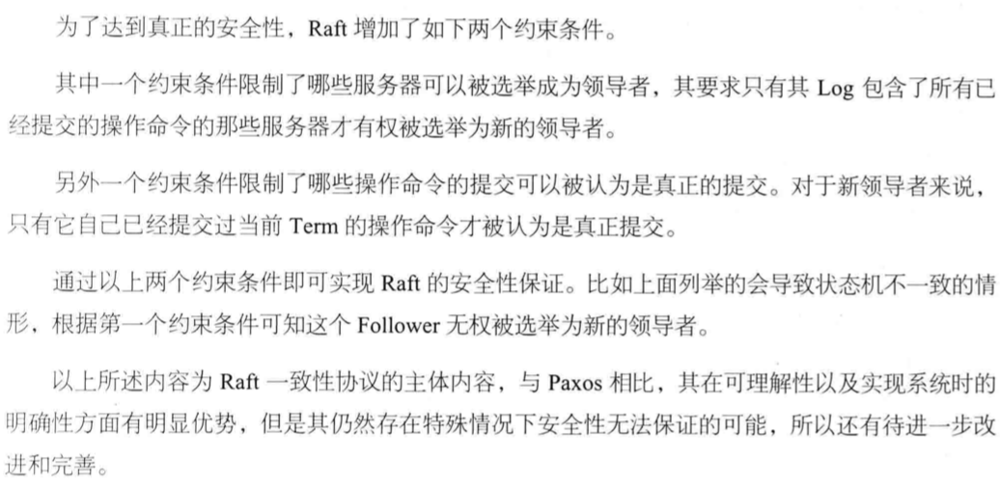 为了达到真正的安全性，Raft 增加了如下两个约束条件。
其中一个约束条件限制了哪些服务器可以被选举成为领导者，其要求只有其 Log 包含了所有已
经提交的操作命令的那些服务器才有权被选举为新的领导者。
另外一个约束条件限制了哪些操作命令的提交可以被认为是真正的提交。对于新领导者来说，
只有它自己已经提交过当前 Term 的操作命令才被认为是真正提交。
通过以上两个约束条件即可实现 Raft 的安全性保证。比如上面列举的会导致状态机不一致的情
形，根据第一个约束条件可知这个 Follower 无权被选举为新的领导者。
以上所述内容为 Raft 一致性协议的主体内容，与 Paxos 相比，其在可理解性以及实现系统时的
明确性方面有明显优势，但是其仍然存在特殊情况下安全性无法保证的可能，所以还有待进一步改
进和完善。